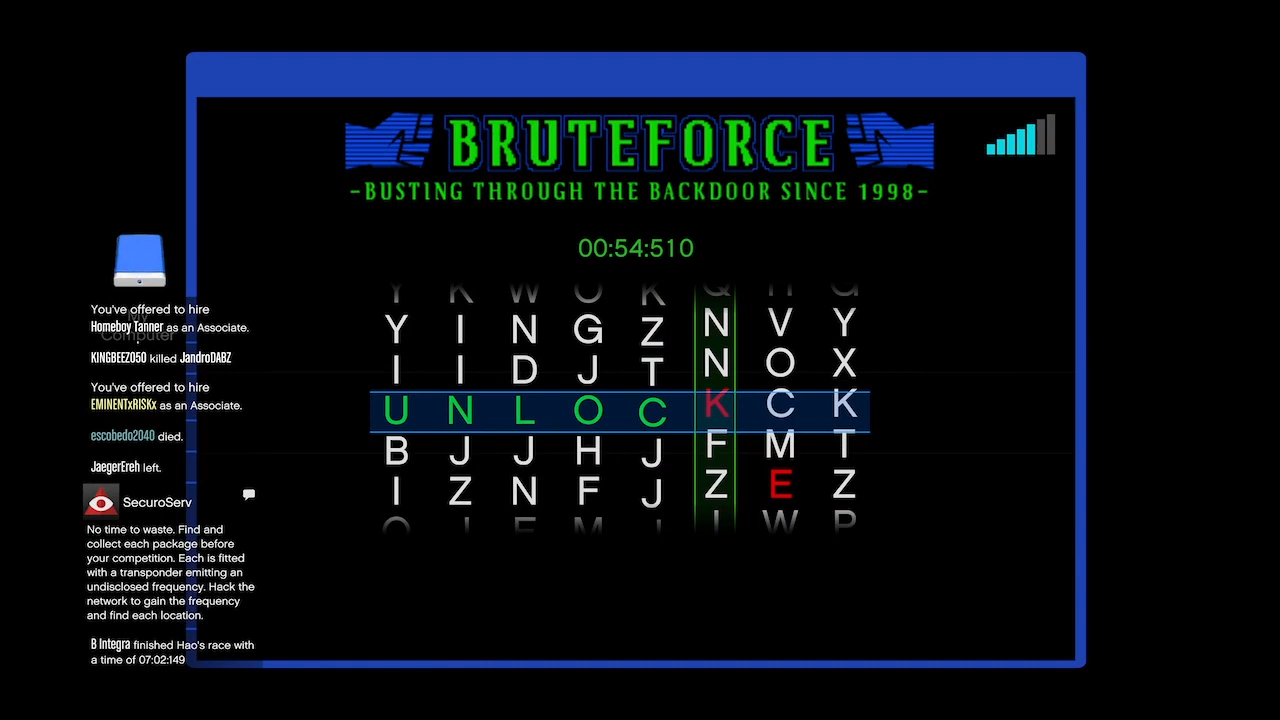 BRUTEFORCE
-BUSTING THROUGH THE BACKDOOR SINCE 1998-
00:54:510
Y I N G Z N V Y
I I D J T N O X
U N L O C K C K
B J J H J F M T
I Z N F J Z E Z
My
Computer
You've offered to hire
Homeboy Tanner as an Associate.
KINGBEEZ050 killed JandroDABZ
You've offered to hire
EMINENTxRISKx as an Associate.
escobedo2040 died.
JaegerEreh left.
SecuroServ
No time to waste. Find and
collect each package before
your competition. Each is fitted
with a transponder emitting an
undisclosed frequency. Hack the
network to gain the frequency
and find each location.
B Integra finished Hao's race with
a time of 07:02:149